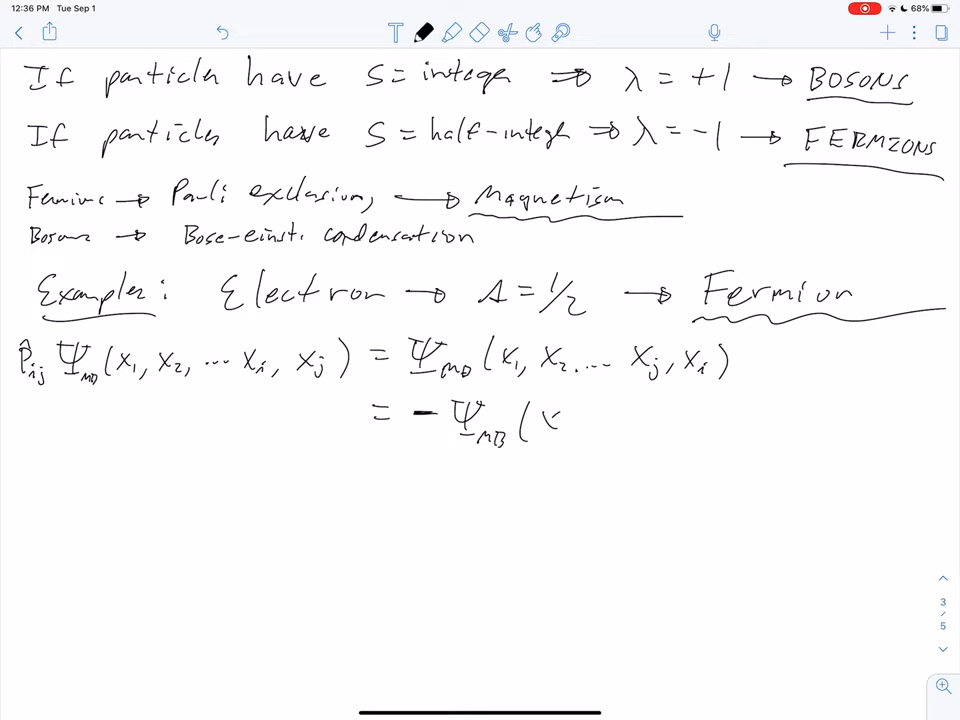 12:36 PM Tue Sep 1 68%
If particles have S = integer ⇒ λ = +1 → BOSONS
If particles have S = half-integer ⇒ λ = -1 → FERMIONS
Fermions → Pauli exclusion, → Magnetism
Bosons → Bose-einst. condensation
Examples: Electron → s = 1/2 → Fermion
P̂ij ΨMB (x1, x2, ... xi, xj) = ΨMB (x1, x2 .... xj, xi)
= - ΨMB (
3 / 5